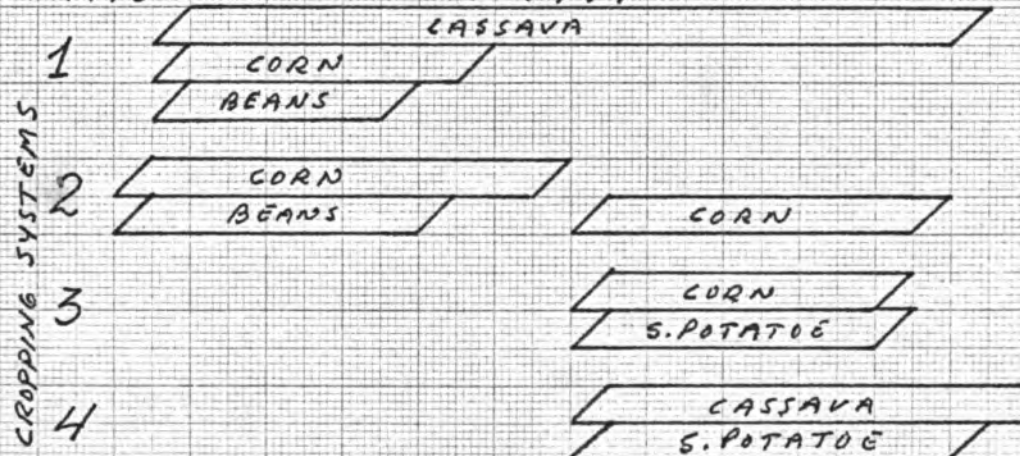 CASSAVA
1
CORN
BEANS
CROPPING SYSTEMS
2
CORN
BEANS
CORN
3
CORN
S.POTATOE
4
CASSAVA
S.POTATOE